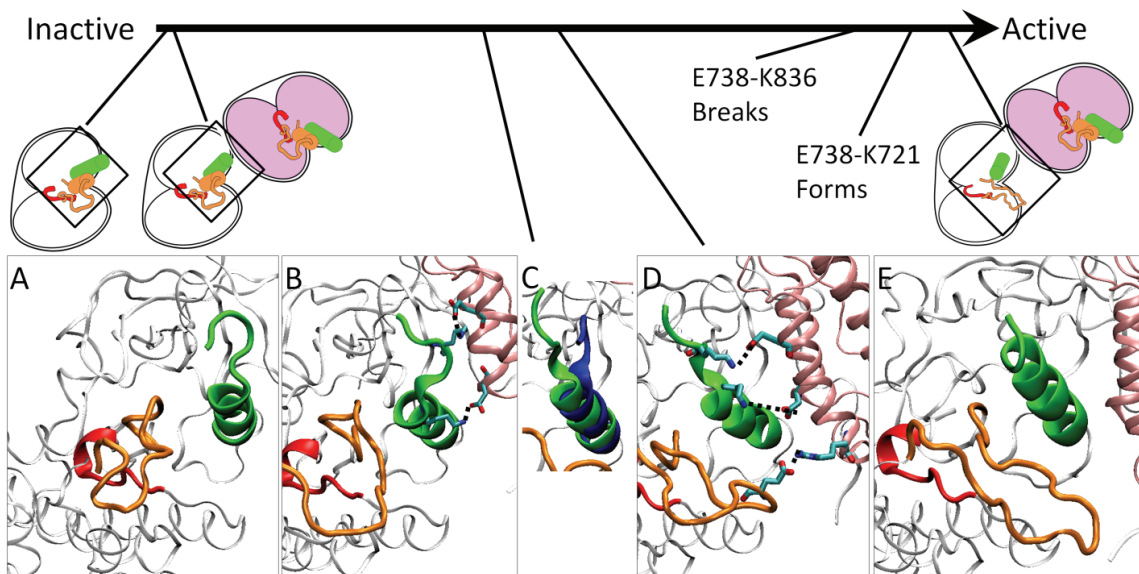 Inactive
Active
E738-K836
Breaks
E738-K721
Forms
A
B
C
D
E